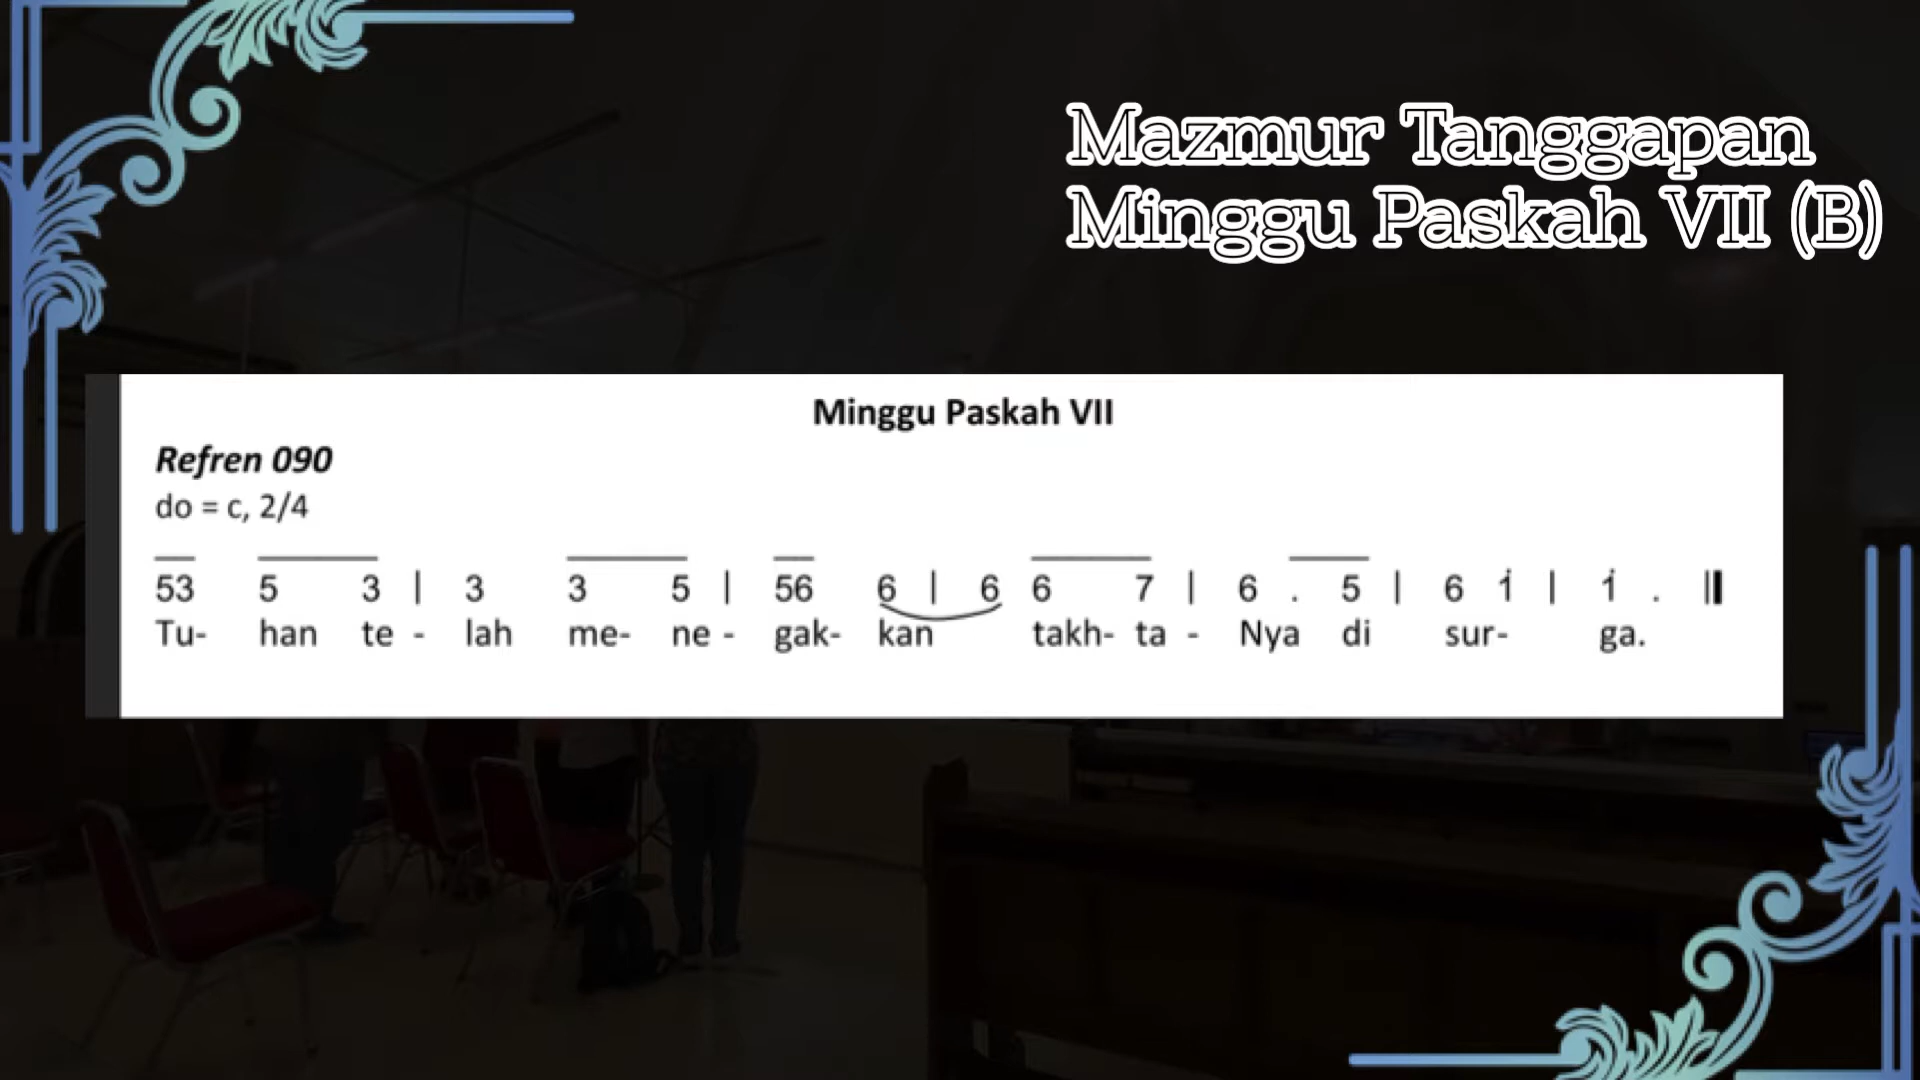 Mazmur Tanggapan
Minggu Paskah VII (B)
Minggu Paskah VII
Refren 090
do = c, 2/4
53 5 3 | 3 3 5 | 56 6 | 6 6 7 | 6 . 5 | 6 1̇ | 1̇ . ||
Tu- han te - lah me- ne - gak- kan takh- ta - Nya di sur- ga.